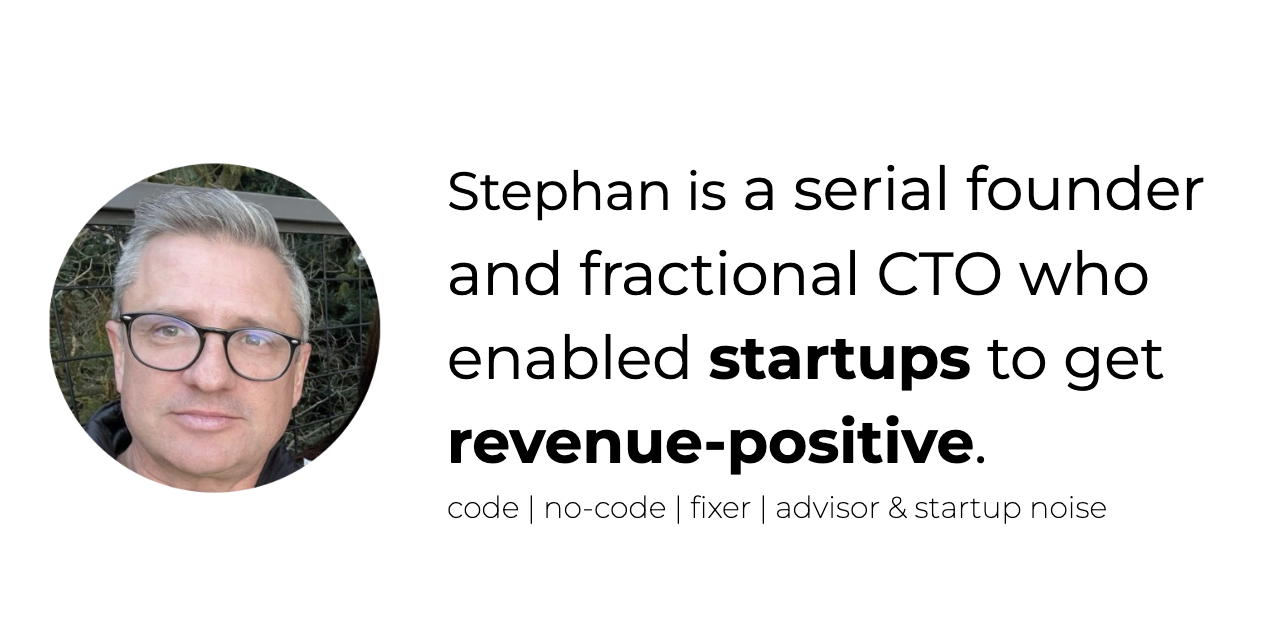 Stephan is a serial founder
and fractional CTO who
enabled startups to get
revenue-positive.
code | no-code | fixer | advisor & startup noise